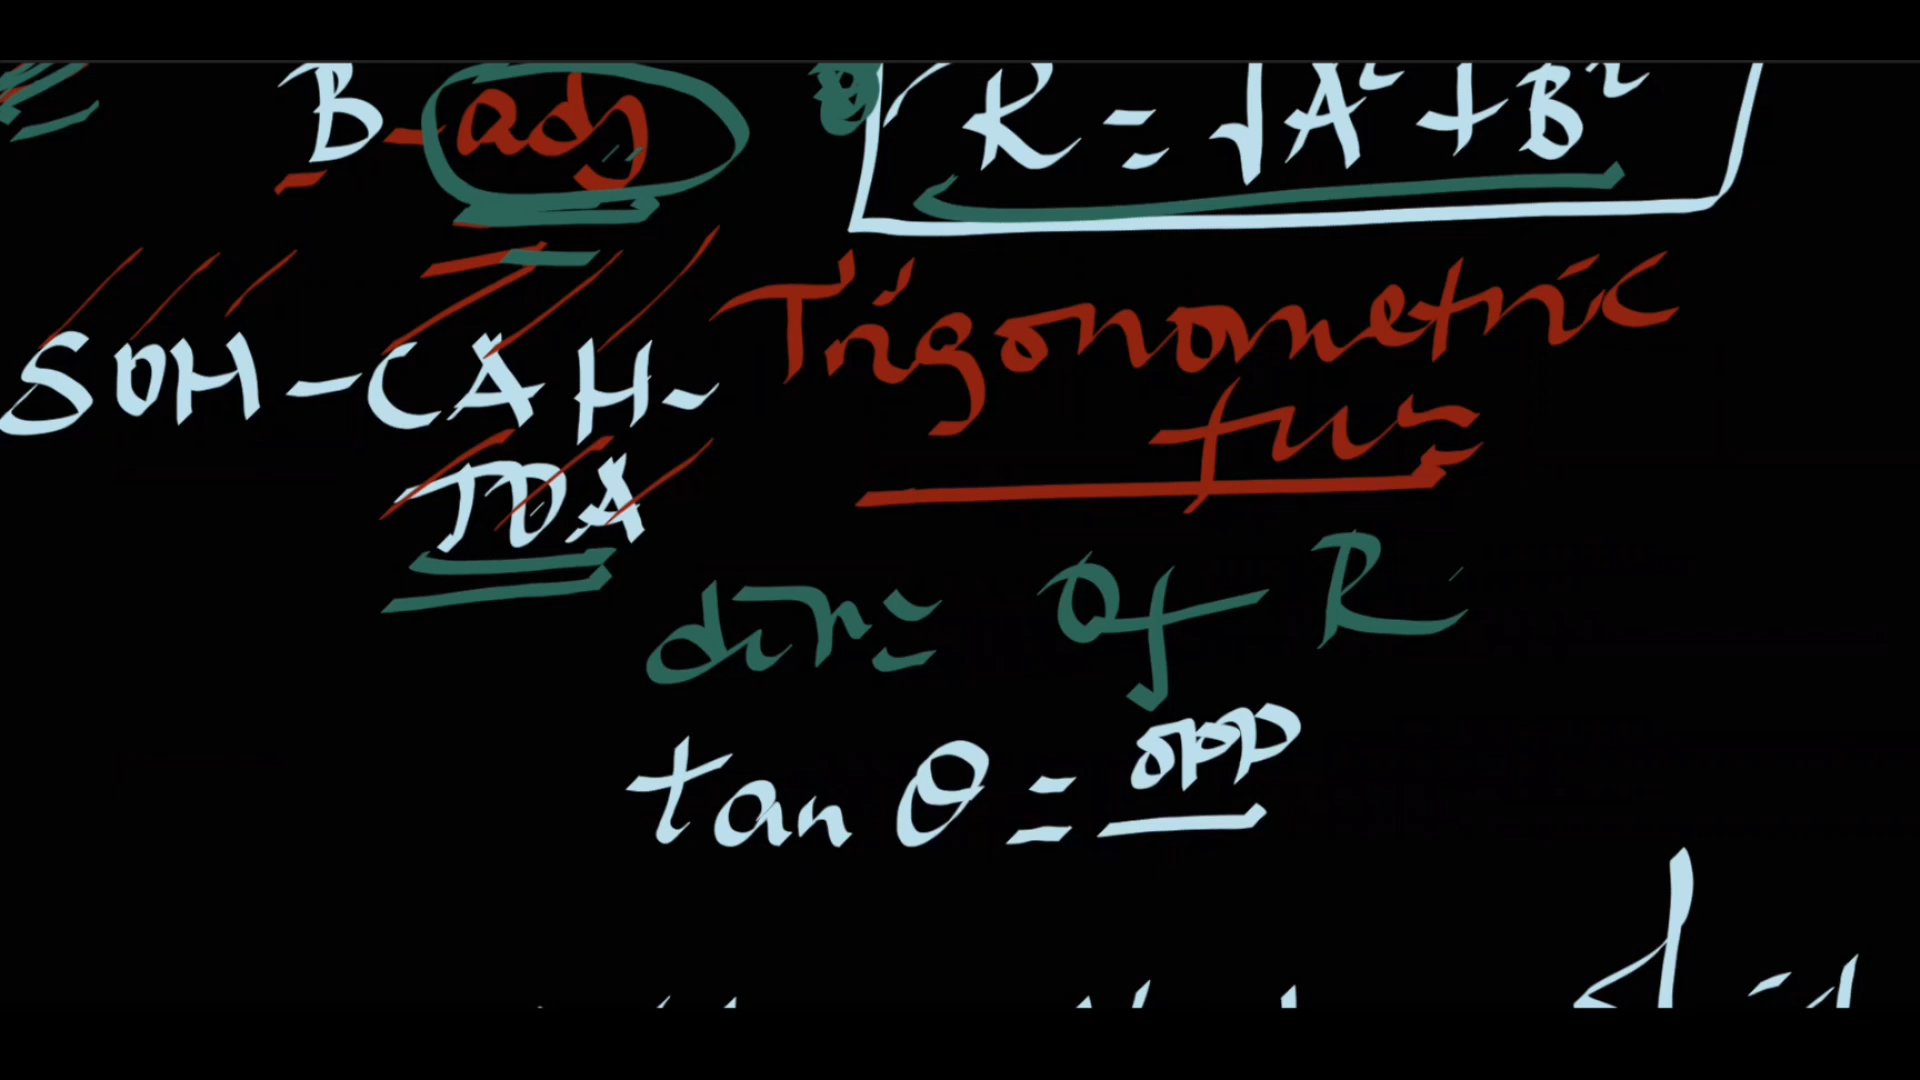 B - adj
R = √A² + B²
SOH - CAH -
Trigonometric
fun
TOA
dirn of R
tan θ = opp